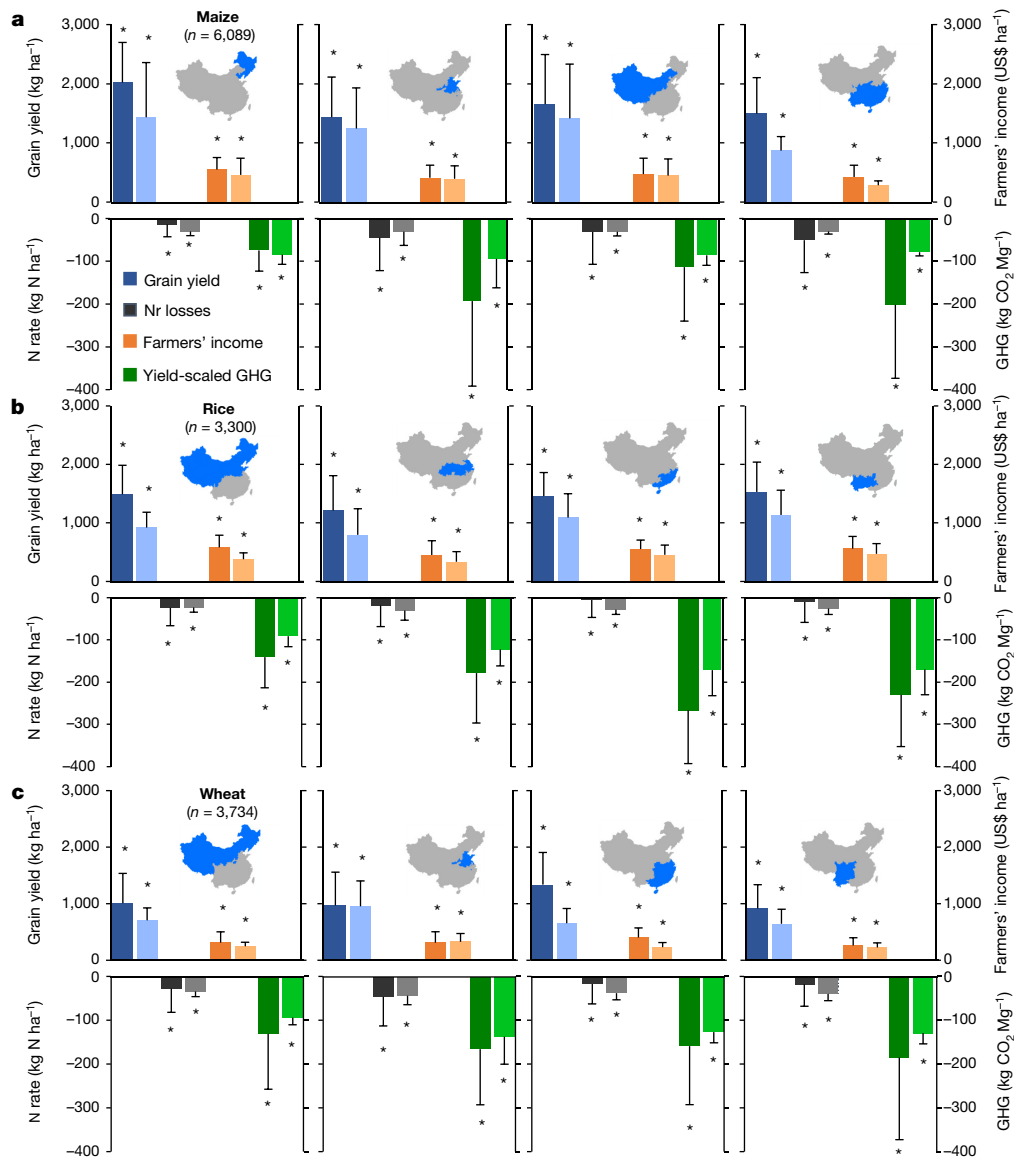 a
Maize
(n = 6,089)
Grain yield (kg ha⁻¹)
3,000
2,000
1,000
0
* * * *
* * * *
* * * *
* * * *
3,000
2,000
1,000
0
Farmers' income (US$ ha⁻¹)
N rate (kg N ha⁻¹)
0
−100
−200
−300
−400
Grain yield
Nr losses
Farmers' income
Yield-scaled GHG
* * * *
* * * *
* * * *
* * * *
0
−100
−200
−300
−400
GHG (kg CO₂ Mg⁻¹)
b
Rice
(n = 3,300)
Grain yield (kg ha⁻¹)
3,000
2,000
1,000
0
* * * *
* * * *
* * * *
* * * *
3,000
2,000
1,000
0
Farmers' income (US$ ha⁻¹)
N rate (kg N ha⁻¹)
0
−100
−200
−300
−400
* * * *
* * * *
* * * *
* * * *
0
−100
−200
−300
−400
GHG (kg CO₂ Mg⁻¹)
c
Wheat
(n = 3,734)
Grain yield (kg ha⁻¹)
3,000
2,000
1,000
0
* * * *
* * * *
* * * *
* * * *
3,000
2,000
1,000
0
Farmers' income (US$ ha⁻¹)
N rate (kg N ha⁻¹)
0
−100
−200
−300
−400
* * * *
* * * *
* * * *
* * * *
0
−100
−200
−300
−400
GHG (kg CO₂ Mg⁻¹)